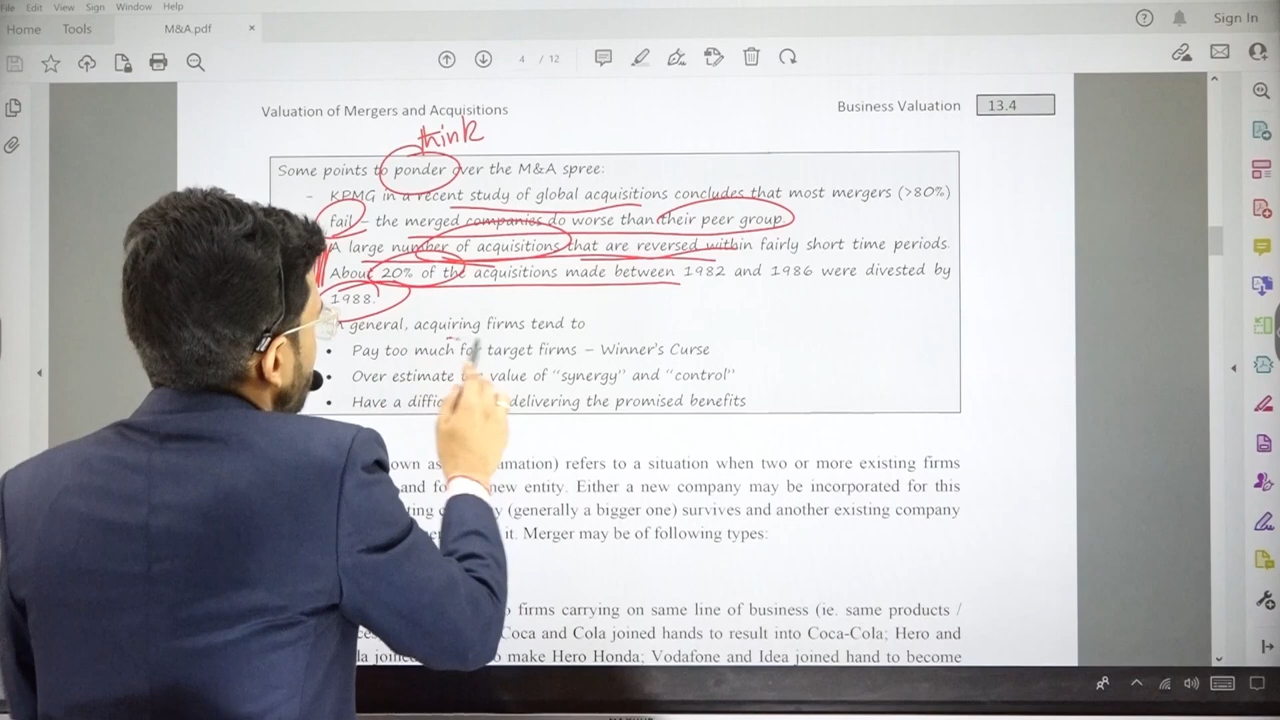 File Edit View Sign Window Help
Home Tools M&A.pdf × Sign In
4 / 12
Valuation of Mergers and Acquisitions Business Valuation 13.4
think
Some points to ponder over the M&A spree:
- KPMG in a recent study of global acquisitions concludes that most mergers (>80%)
fail – the merged companies do worse than their peer group.
A large number of acquisitions that are reversed within fairly short time periods.
About 20% of the acquisitions made between 1982 and 1986 were divested by
1988.
general, acquiring firms tend to
• Pay too much for target firms – Winner's Curse
• Over estimate value of "synergy" and "control"
• Have a delivering the promised benefits
as refers to a situation when two or more existing firms
and new entity. Either a new company may be incorporated for this
(generally a bigger one) survives and another existing company
it. Merger may be of following types:
firms carrying on same line of business (ie. same products /
Coca and Cola joined hands to result into Coca-Cola; Hero and
to make Hero Honda; Vodafone and Idea joined hand to become